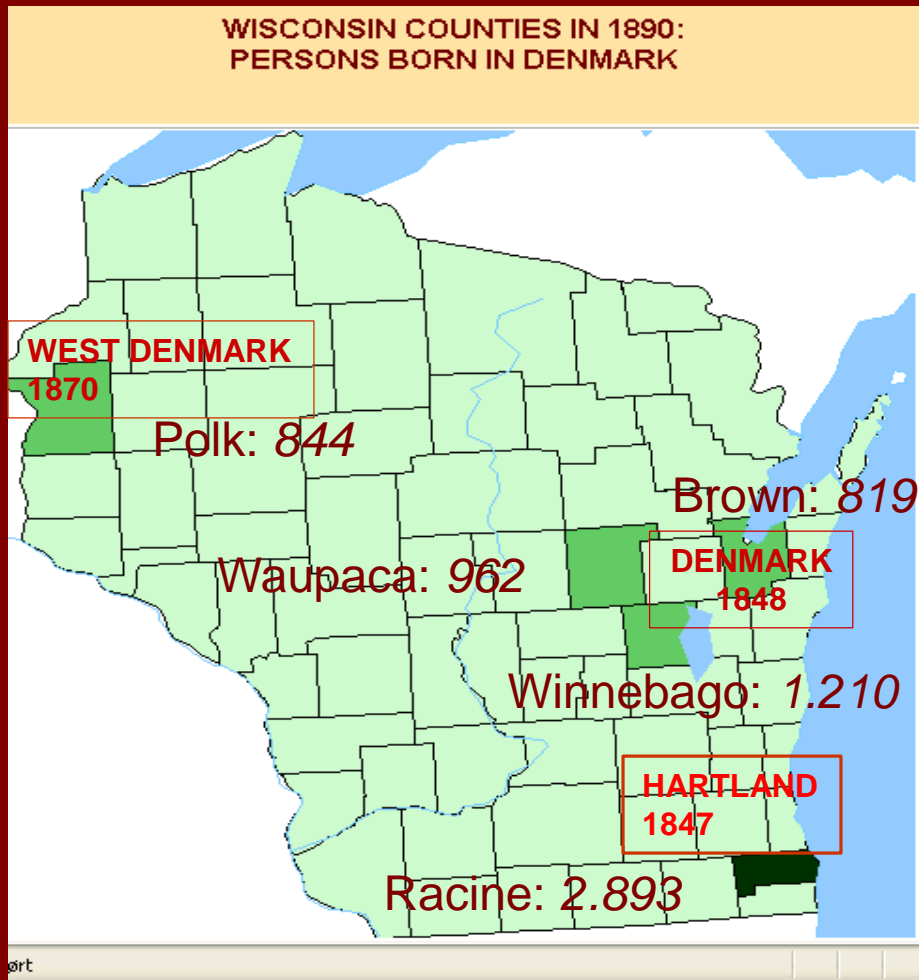 WISCONSIN COUNTIES IN 1890:
PERSONS BORN IN DENMARK
WEST DENMARK
1870
Polk: 844
Brown: 819
DENMARK
1848
Waupaca: 962
Winnebago: 1.210
HARTLAND
1847
Racine: 2.893
ørt